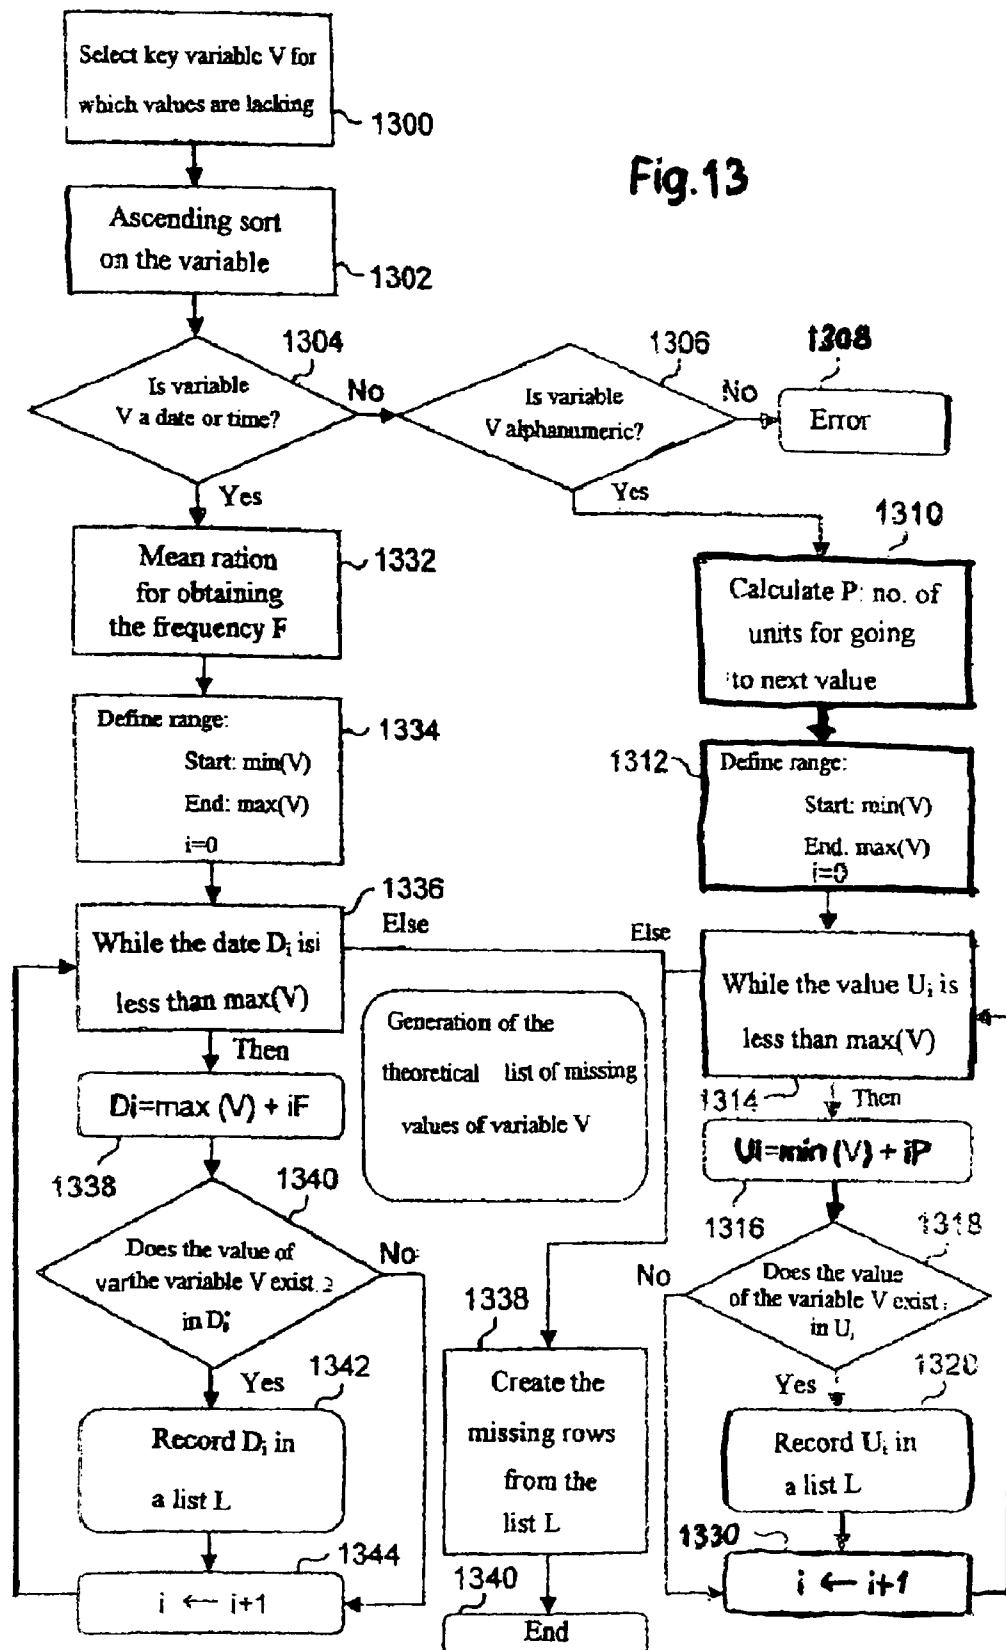 Select key variable V for
which values are lacking
1300
Fig.13
Ascending sort
on the variable
1302
1304
Is variable
V a date or time?
No
1306
Is variable
V alphanumeric?
No
1308
Error
Yes
Yes
Mean ration
for obtaining
the frequency F
1332
1310
Calculate P: no. of
units for going
to next value
Define range:
Start: min(V)
End: max(V)
i=0
1334
1312
Define range:
Start: min(V)
End. max(V)
i=0
1336
While the date Di is
less than max(V)
Else
Else
While the value Ui is
less than max(V)
1314
Then
Then
Generation of the
theoretical list of missing
values of variable V
Di=max (V) + iF
1338
Ui=min (V) + iP
1316
1340
Does the value of
varthe variable V exist
in Di
No
1318
Does the value
of the variable V exist
in Ui
No
Yes
1342
Record Di in
a list L
1338
Create the
missing rows
from the
list L
Yes
1320
Record Ui in
a list L
1344
i ← i+1
1330
i ← i+1
1340
End